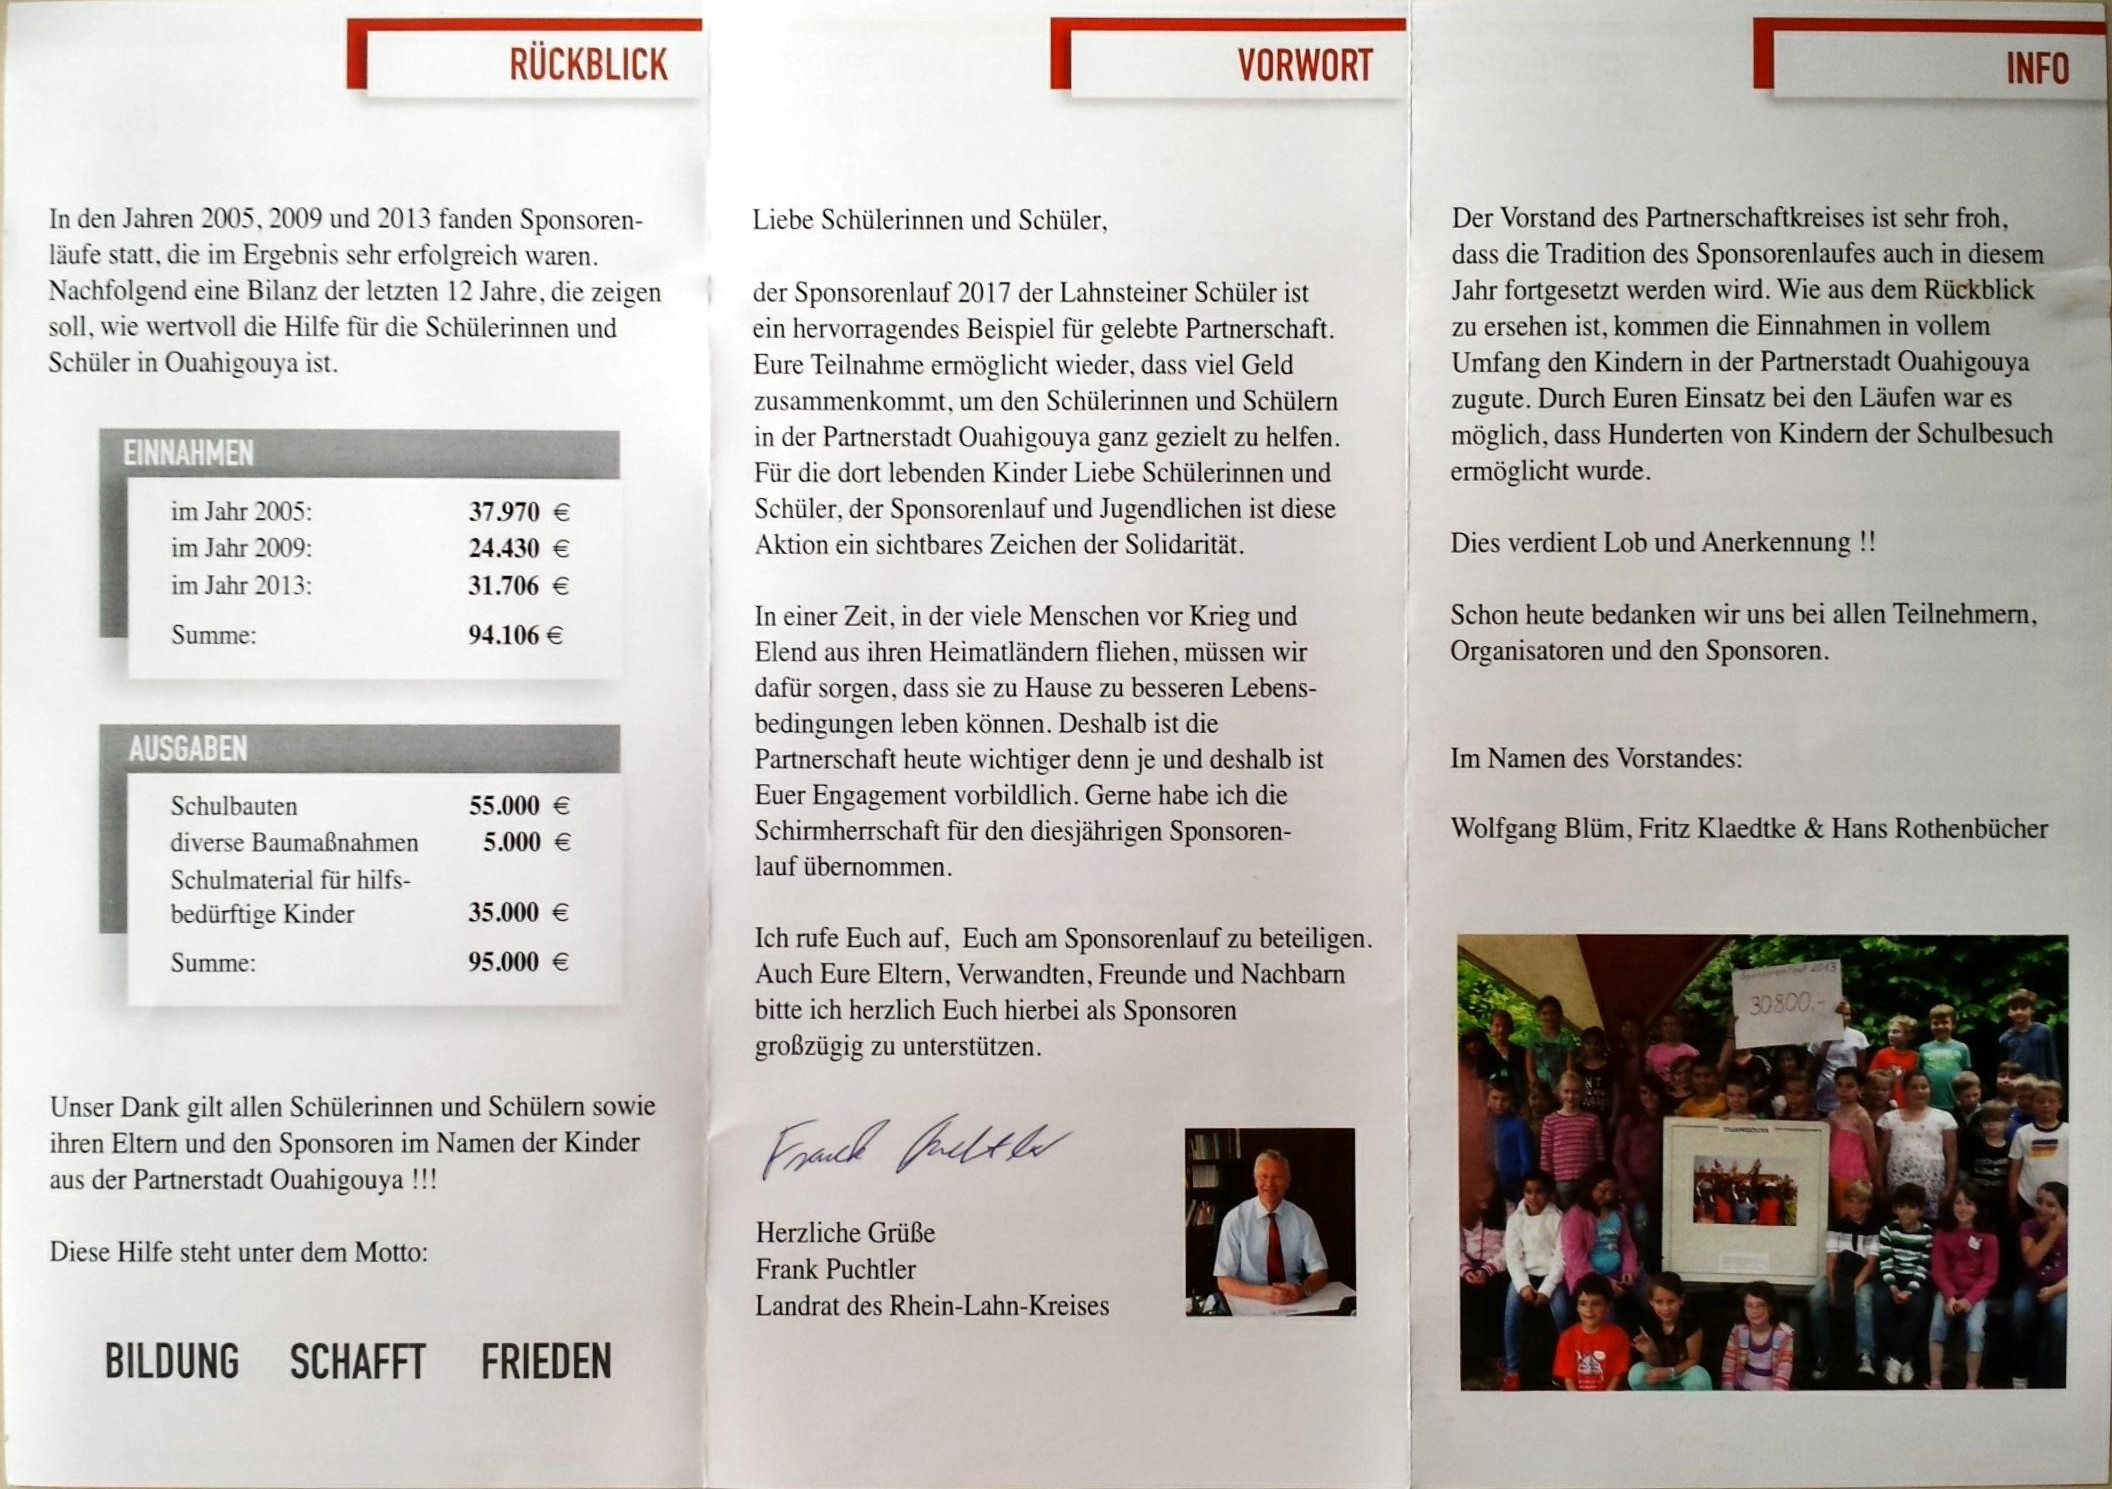 RÜCKBLICK
In den Jahren 2005, 2009 und 2013 fanden Sponsoren-
läufe statt, die im Ergebnis sehr erfolgreich waren.
Nachfolgend eine Bilanz der letzten 12 Jahre, die zeigen
soll, wie wertvoll die Hilfe für die Schülerinnen und
Schüler in Ouahigouya ist.
EINNAHMEN
im Jahr 2005: 37.970 €
im Jahr 2009: 24.430 €
im Jahr 2013: 31.706 €
Summe: 94.106 €
AUSGABEN
Schulbauten 55.000 €
diverse Baumaßnahmen 5.000 €
Schulmaterial für hilfs-
bedürftige Kinder 35.000 €
Summe: 95.000 €
Unser Dank gilt allen Schülerinnen und Schülern sowie
ihren Eltern und den Sponsoren im Namen der Kinder
aus der Partnerstadt Ouahigouya !!!
Diese Hilfe steht unter dem Motto:
BILDUNG SCHAFFT FRIEDEN
VORWORT
Liebe Schülerinnen und Schüler,
der Sponsorenlauf 2017 der Lahnsteiner Schüler ist
ein hervorragendes Beispiel für gelebte Partnerschaft.
Eure Teilnahme ermöglicht wieder, dass viel Geld
zusammenkommt, um den Schülerinnen und Schülern
in der Partnerstadt Ouahigouya ganz gezielt zu helfen.
Für die dort lebenden Kinder Liebe Schülerinnen und
Schüler, der Sponsorenlauf und Jugendlichen ist diese
Aktion ein sichtbares Zeichen der Solidarität.
In einer Zeit, in der viele Menschen vor Krieg und
Elend aus ihren Heimatländern fliehen, müssen wir
dafür sorgen, dass sie zu Hause zu besseren Lebens-
bedingungen leben können. Deshalb ist die
Partnerschaft heute wichtiger denn je und deshalb ist
Euer Engagement vorbildlich. Gerne habe ich die
Schirmherrschaft für den diesjährigen Sponsoren-
lauf übernommen.
Ich rufe Euch auf, Euch am Sponsorenlauf zu beteiligen.
Auch Eure Eltern, Verwandten, Freunde und Nachbarn
bitte ich herzlich Euch hierbei als Sponsoren
großzügig zu unterstützen.
Frank Puchtler
Herzliche Grüße
Frank Puchtler
Landrat des Rhein-Lahn-Kreises
INFO
Der Vorstand des Partnerschaftkreises ist sehr froh,
dass die Tradition des Sponsorenlaufes auch in diesem
Jahr fortgesetzt werden wird. Wie aus dem Rückblick
zu ersehen ist, kommen die Einnahmen in vollem
Umfang den Kindern in der Partnerstadt Ouahigouya
zugute. Durch Euren Einsatz bei den Läufen war es
möglich, dass Hunderten von Kindern der Schulbesuch
ermöglicht wurde.
Dies verdient Lob und Anerkennung !!
Schon heute bedanken wir uns bei allen Teilnehmern,
Organisatoren und den Sponsoren.
Im Namen des Vorstandes:
Wolfgang Blüm, Fritz Klaedtke & Hans Rothenbücher
Sponsorenlauf 2013
30800,-
OUAHIGOUYA